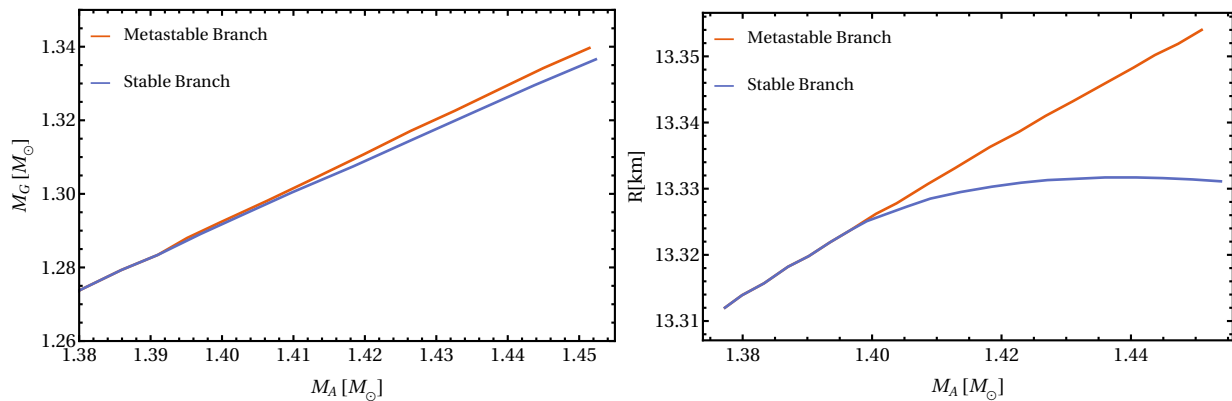 Metastable Branch
Stable Branch
M_G [M_⊙]
1.34
1.32
1.30
1.28
1.26
1.38 1.39 1.40 1.41 1.42 1.43 1.44 1.45
M_A [M_⊙]
Metastable Branch
Stable Branch
R[km]
13.35
13.34
13.33
13.32
13.31
1.38 1.40 1.42 1.44
M_A [M_⊙]